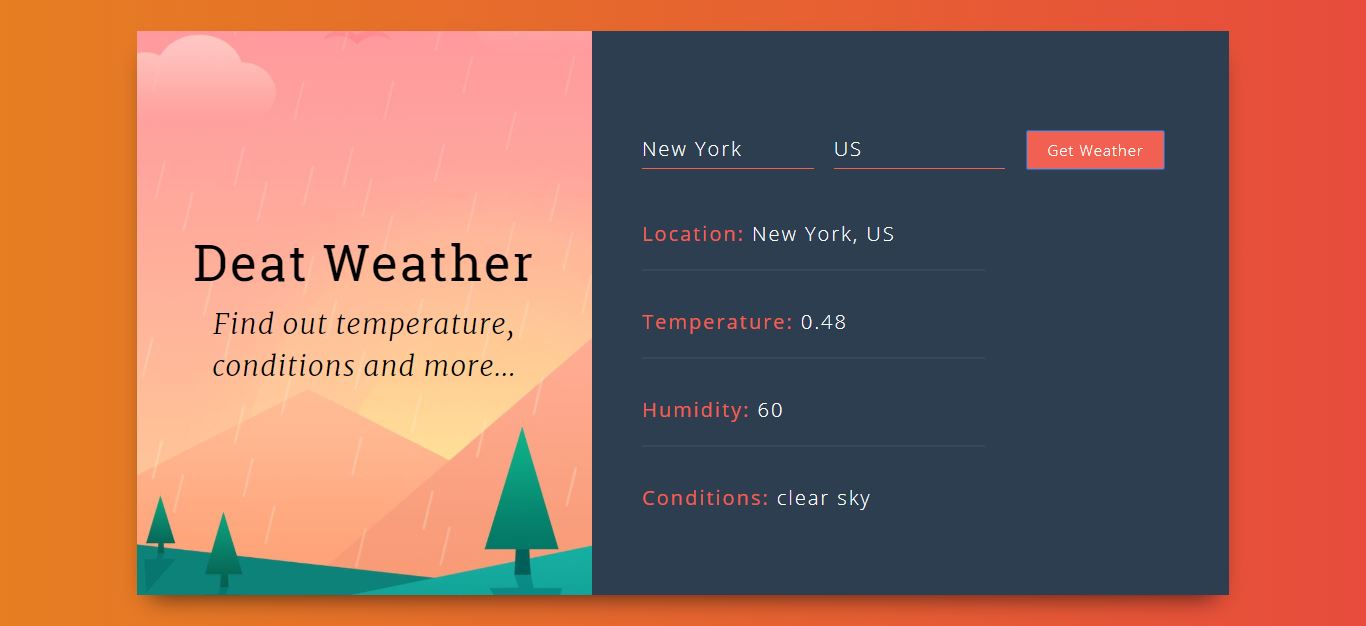 Deat Weather
Find out temperature,
conditions and more...
New York
US
Get Weather
Location: New York, US
Temperature: 0.48
Humidity: 60
Conditions: clear sky